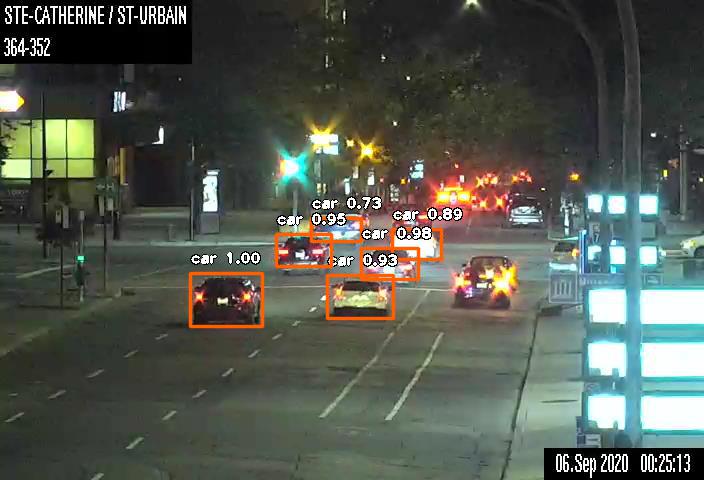 STE-CATHERINE / ST-URBAIN
364-352
car 0.73
car 0.95
car 0.89
car 0.98
car 1.00
car 0.93
06.Sep 2020 00:25:13